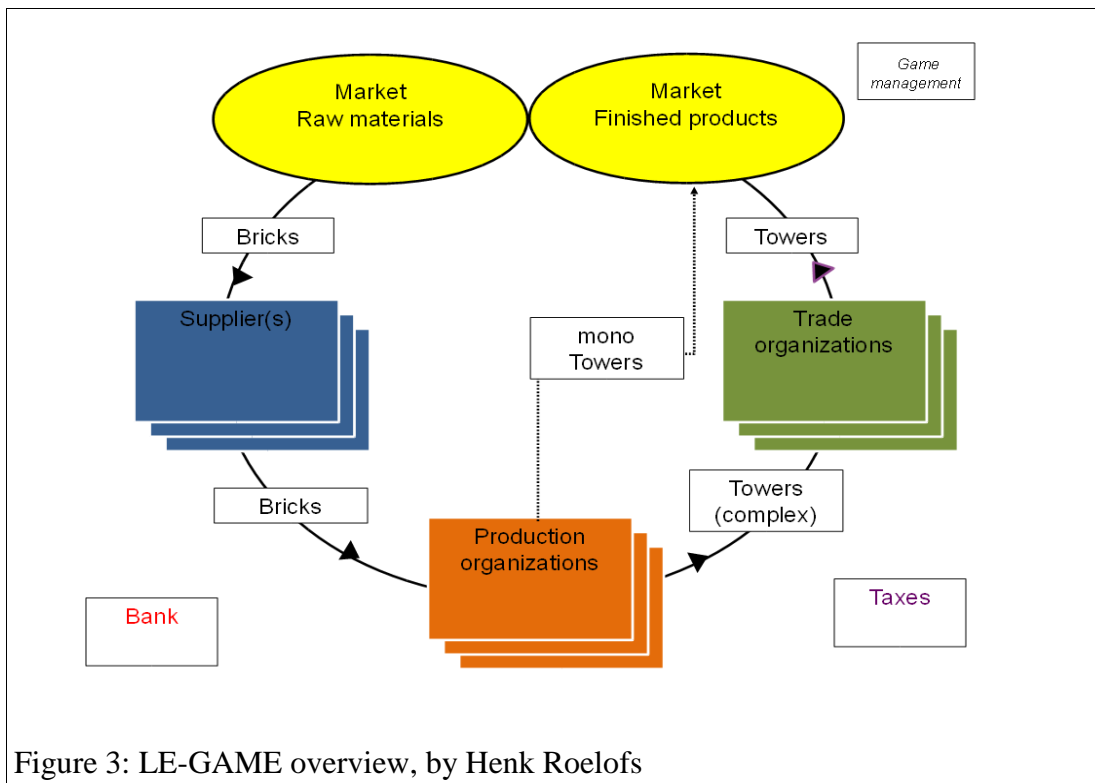 Game
management
Market
Raw materials
Market
Finished products
Bricks
Towers
Supplier(s)
mono
Towers
Trade
organizations
Bricks
Towers
(complex)
Production
organizations
Bank
Taxes
Figure 3: LE-GAME overview, by Henk Roelofs